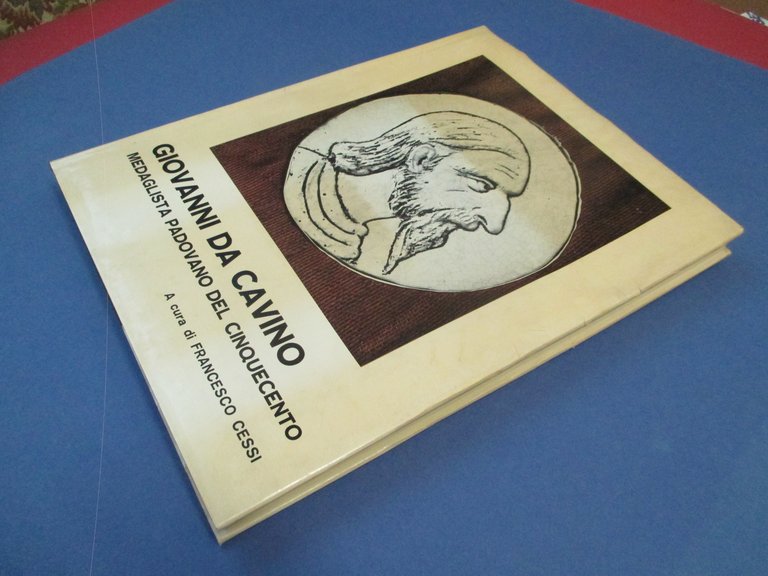 GIOVANNI DA CAVINO
MEDAGLISTA PADOVANO DEL CINQUECENTO
A cura di FRANCESCO CESSI